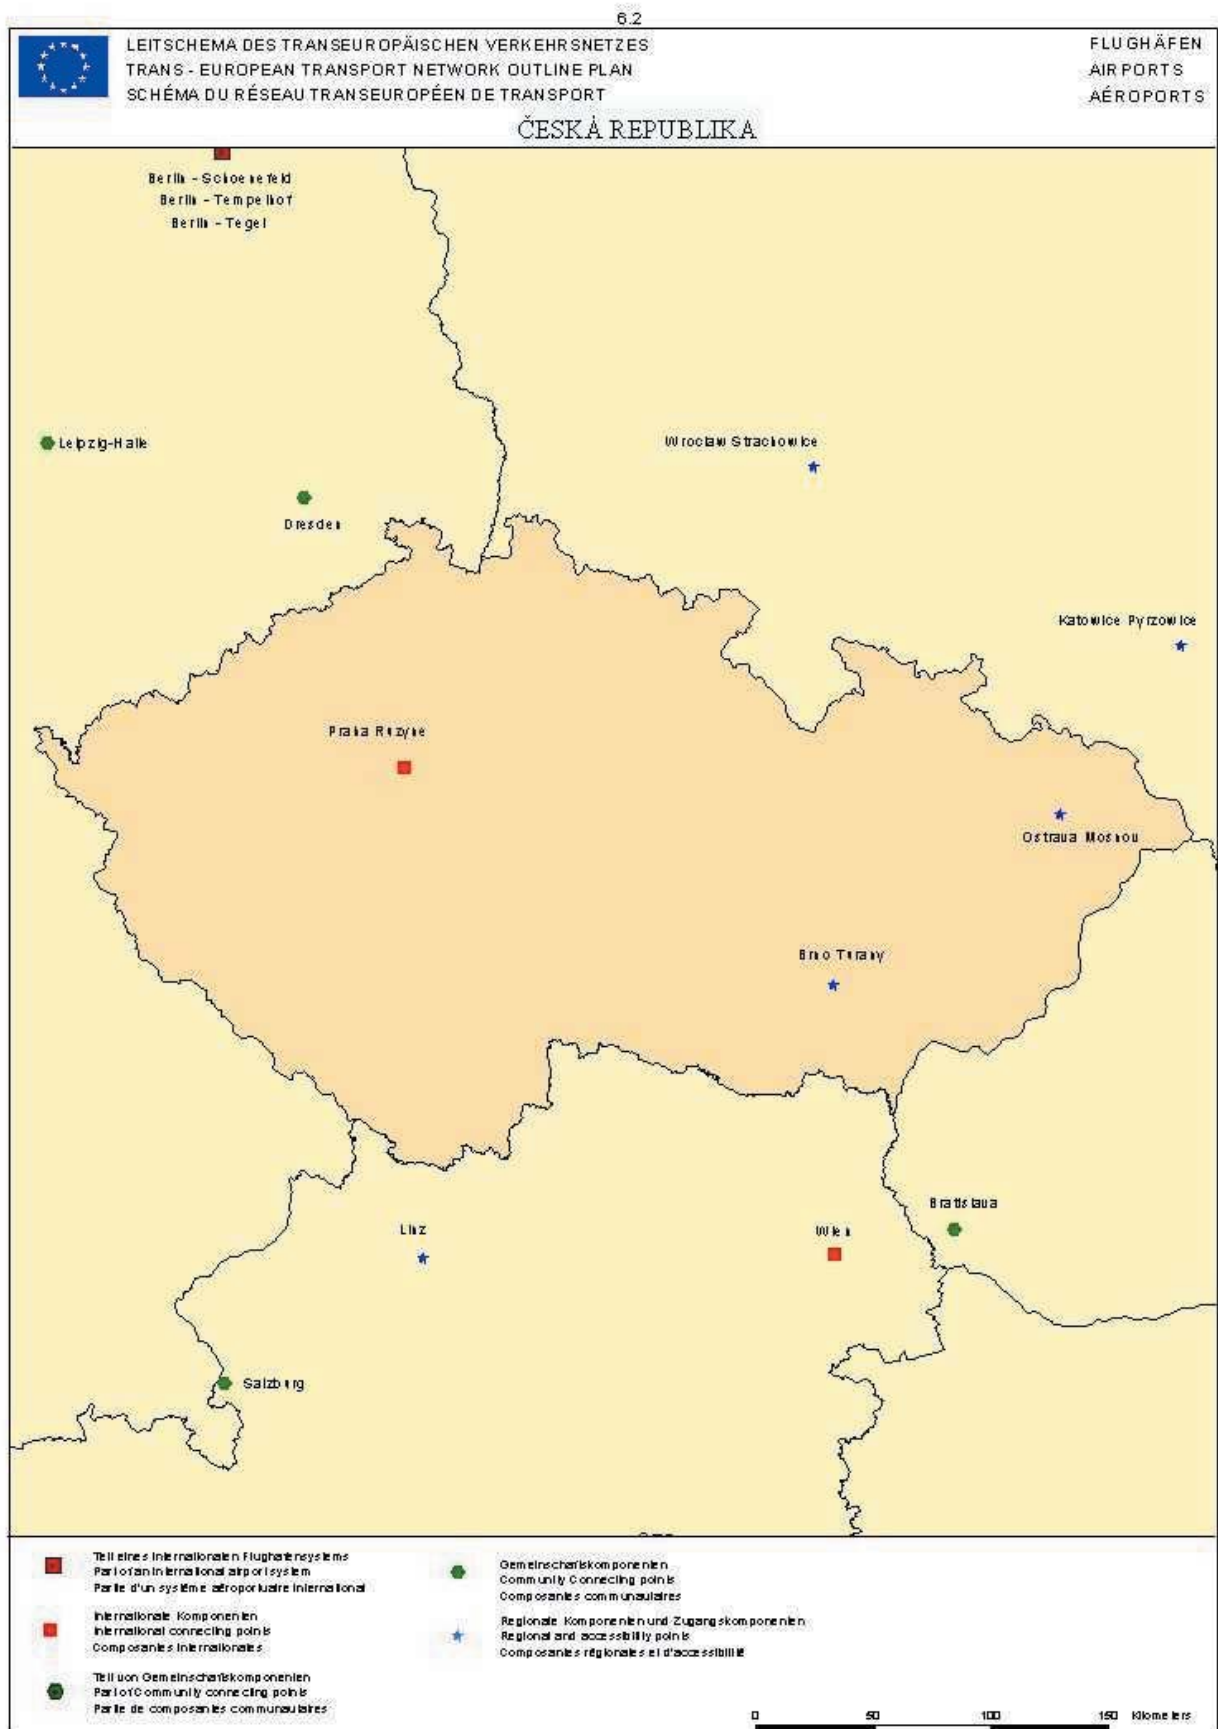 6.2
LEITSCHEMA DES TRANSEUROPÄISCHEN VERKEHRSNETZES
TRANS - EUROPEAN TRANSPORT NETWORK OUTLINE PLAN
SCHÉMA DU RÉSEAU TRANSEUROPÉEN DE TRANSPORT
FLUGHÄFEN
AIRPORTS
AÉROPORTS
ČESKÁ REPUBLIKA
Berlin - Schoenefeld
Berlin - Tempelhof
Berlin - Tegel
Leipzig-Halle
Wroclaw Strachowice
Dresden
Katowice Pyrzowice
Praha Ruzyne
Ostrava Mosnov
Brno Turany
Bratislava
Linz
Wien
Salzburg
Teil eines Internationalen Flughafensystems
Part of an international airport system
Partie d'un système aéroportuaire international
Internationale Komponenten
International connecting points
Composantes internationales
Teil von Gemeinschaftskomponenten
Part of Community connecting points
Partie de composantes communautaires
Gemeinschaftskomponenten
Community Connecting points
Composantes communautaires
Regionale Komponenten und Zugangskomponenten
Regional and accessibility points
Composantes régionales et d'accessibilité
0 50 100 150 Kilometers